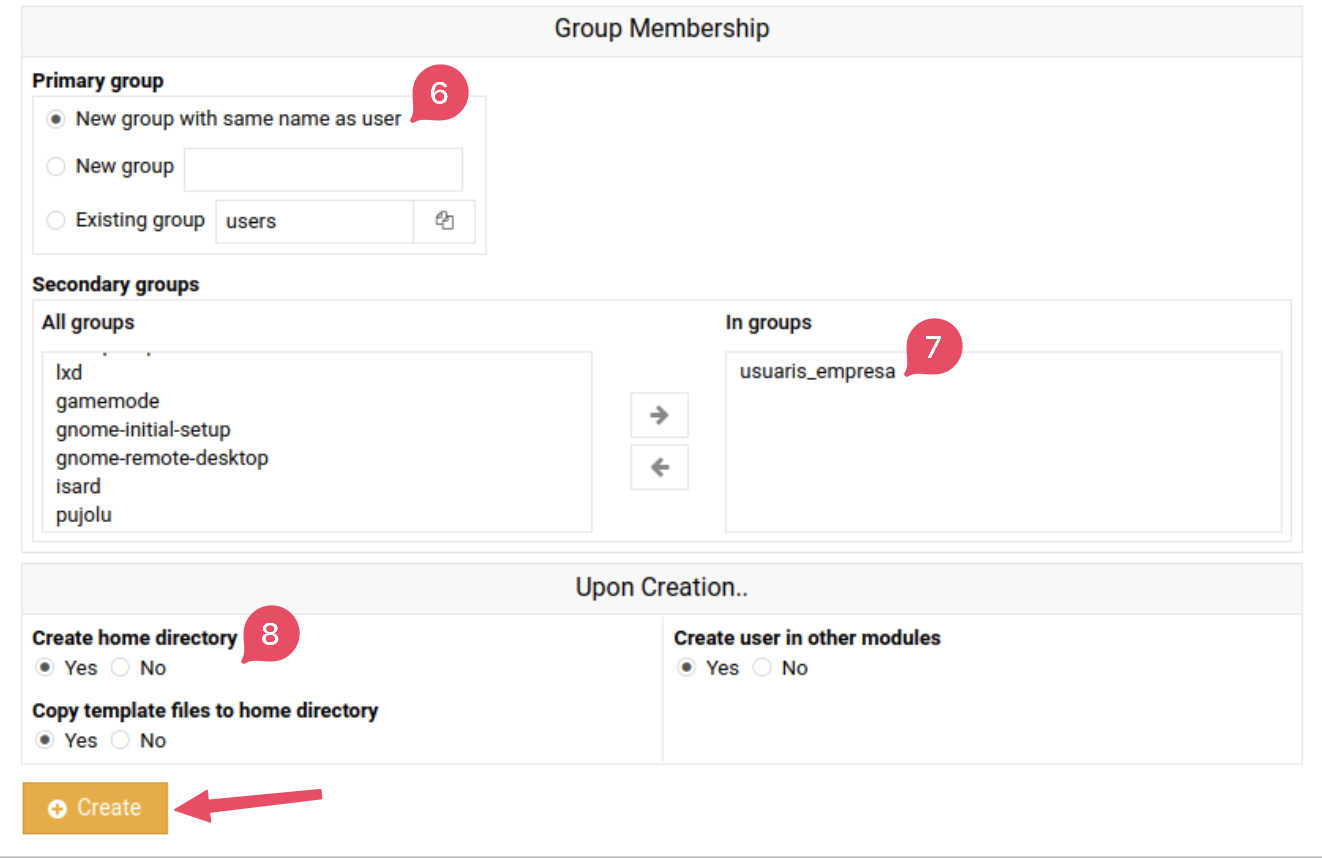 Group Membership
Primary group
6
New group with same name as user
New group
Existing group users
Secondary groups
All groups
In groups
7
lxd
gamemode
gnome-initial-setup
gnome-remote-desktop
isard
pujolu
usuaris_empresa
Upon Creation..
Create home directory
8
Yes No
Copy template files to home directory
Yes No
Create user in other modules
Yes No
Create